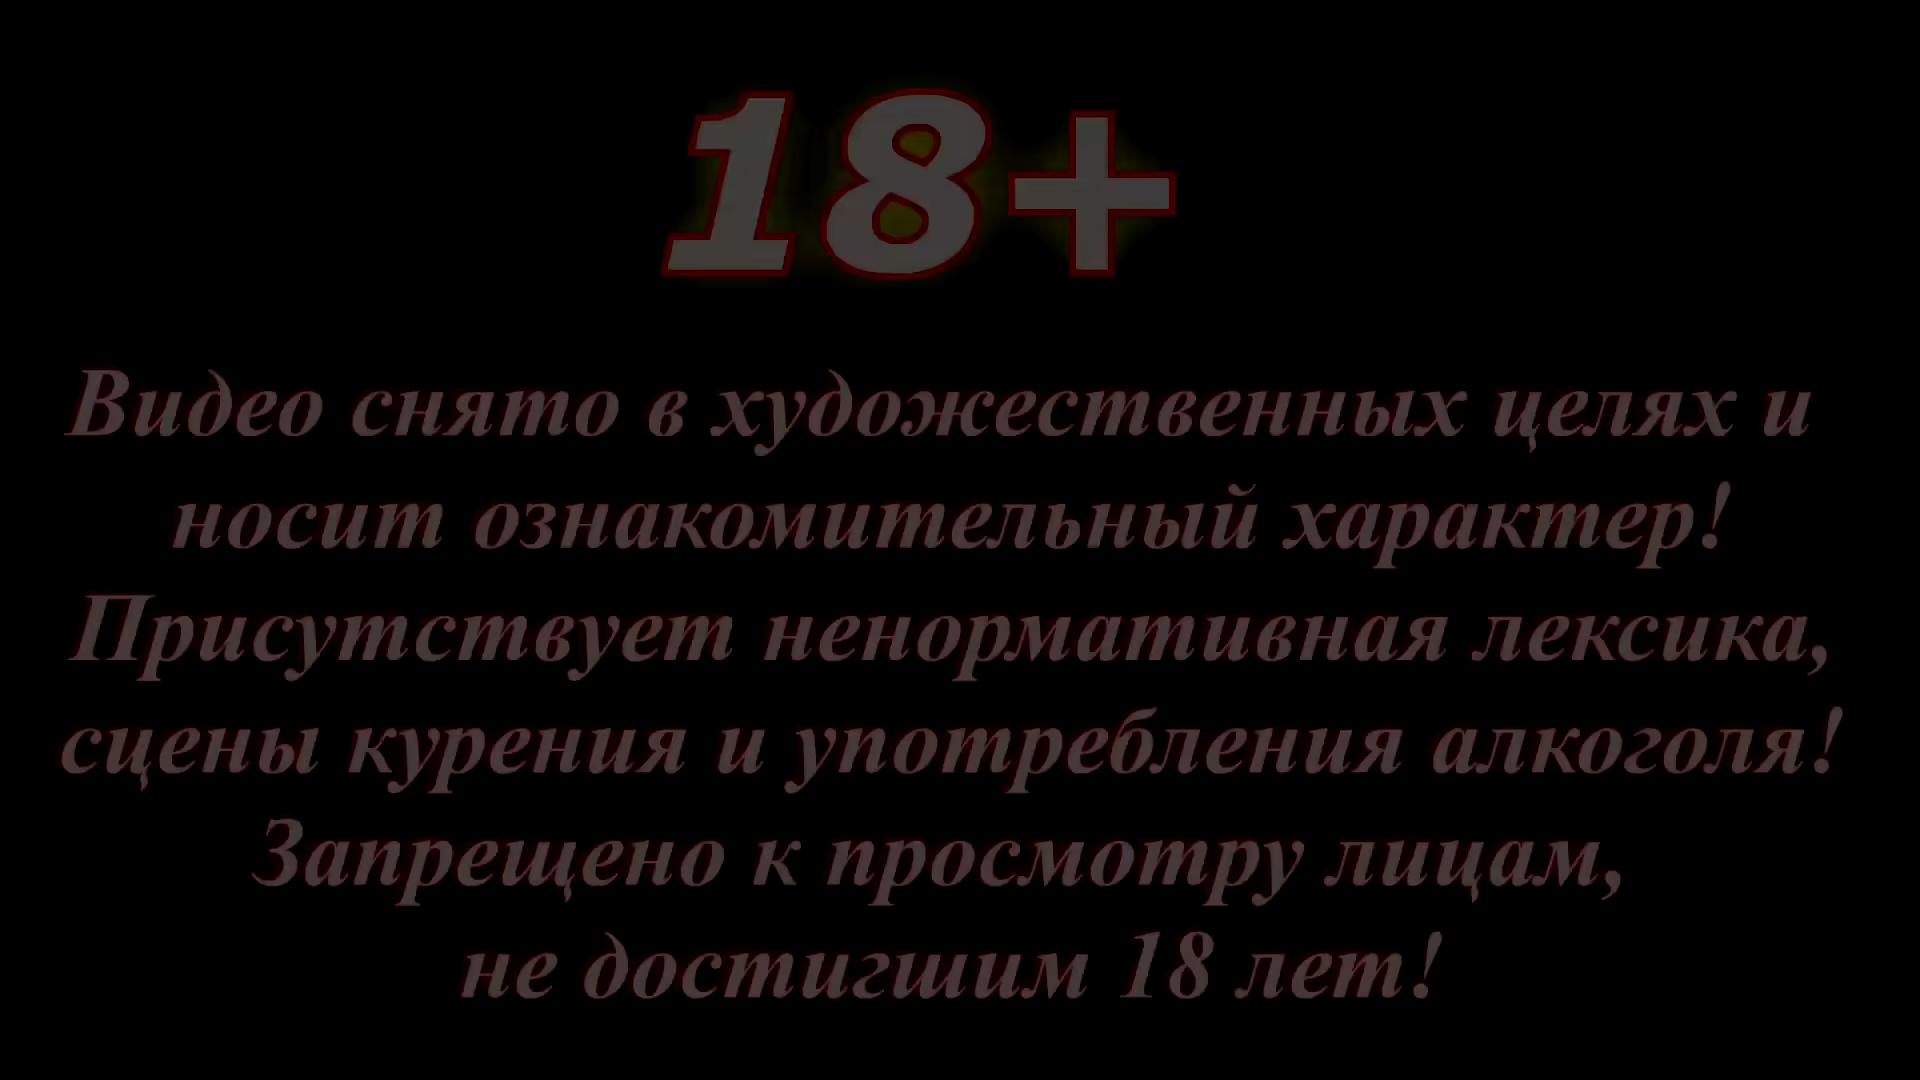 18+
Видео снято в художественных целях и
носит ознакомительный характер!
Присутствует ненормативная лексика,
сцены курения и употребления алкоголя!
Запрещено к просмотру лицам,
не достигшим 18 лет!